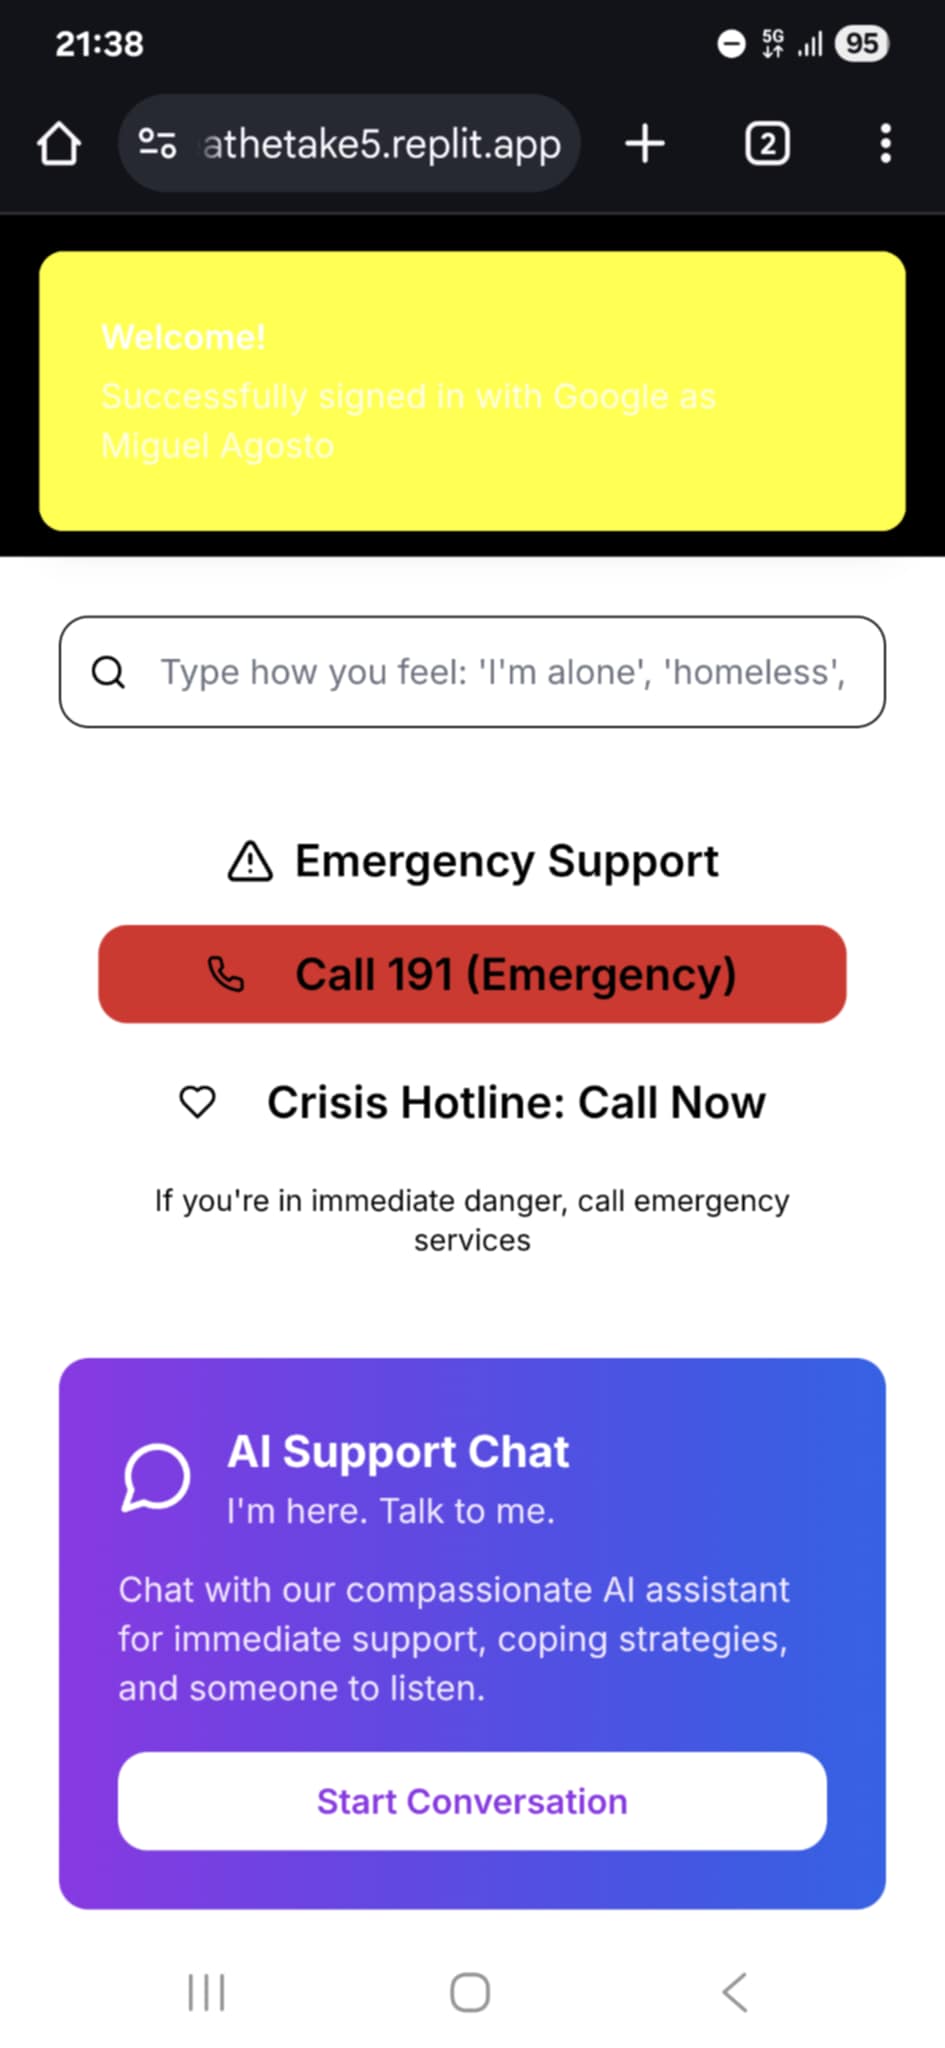 21:38
5G
95
athetake5.replit.app
2
Welcome!
Successfully signed in with Google as
Miguel Agosto
Type how you feel: 'I'm alone', 'homeless',
Emergency Support
Call 191 (Emergency)
Crisis Hotline: Call Now
If you're in immediate danger, call emergency
services
AI Support Chat
I'm here. Talk to me.
Chat with our compassionate AI assistant
for immediate support, coping strategies,
and someone to listen.
Start Conversation